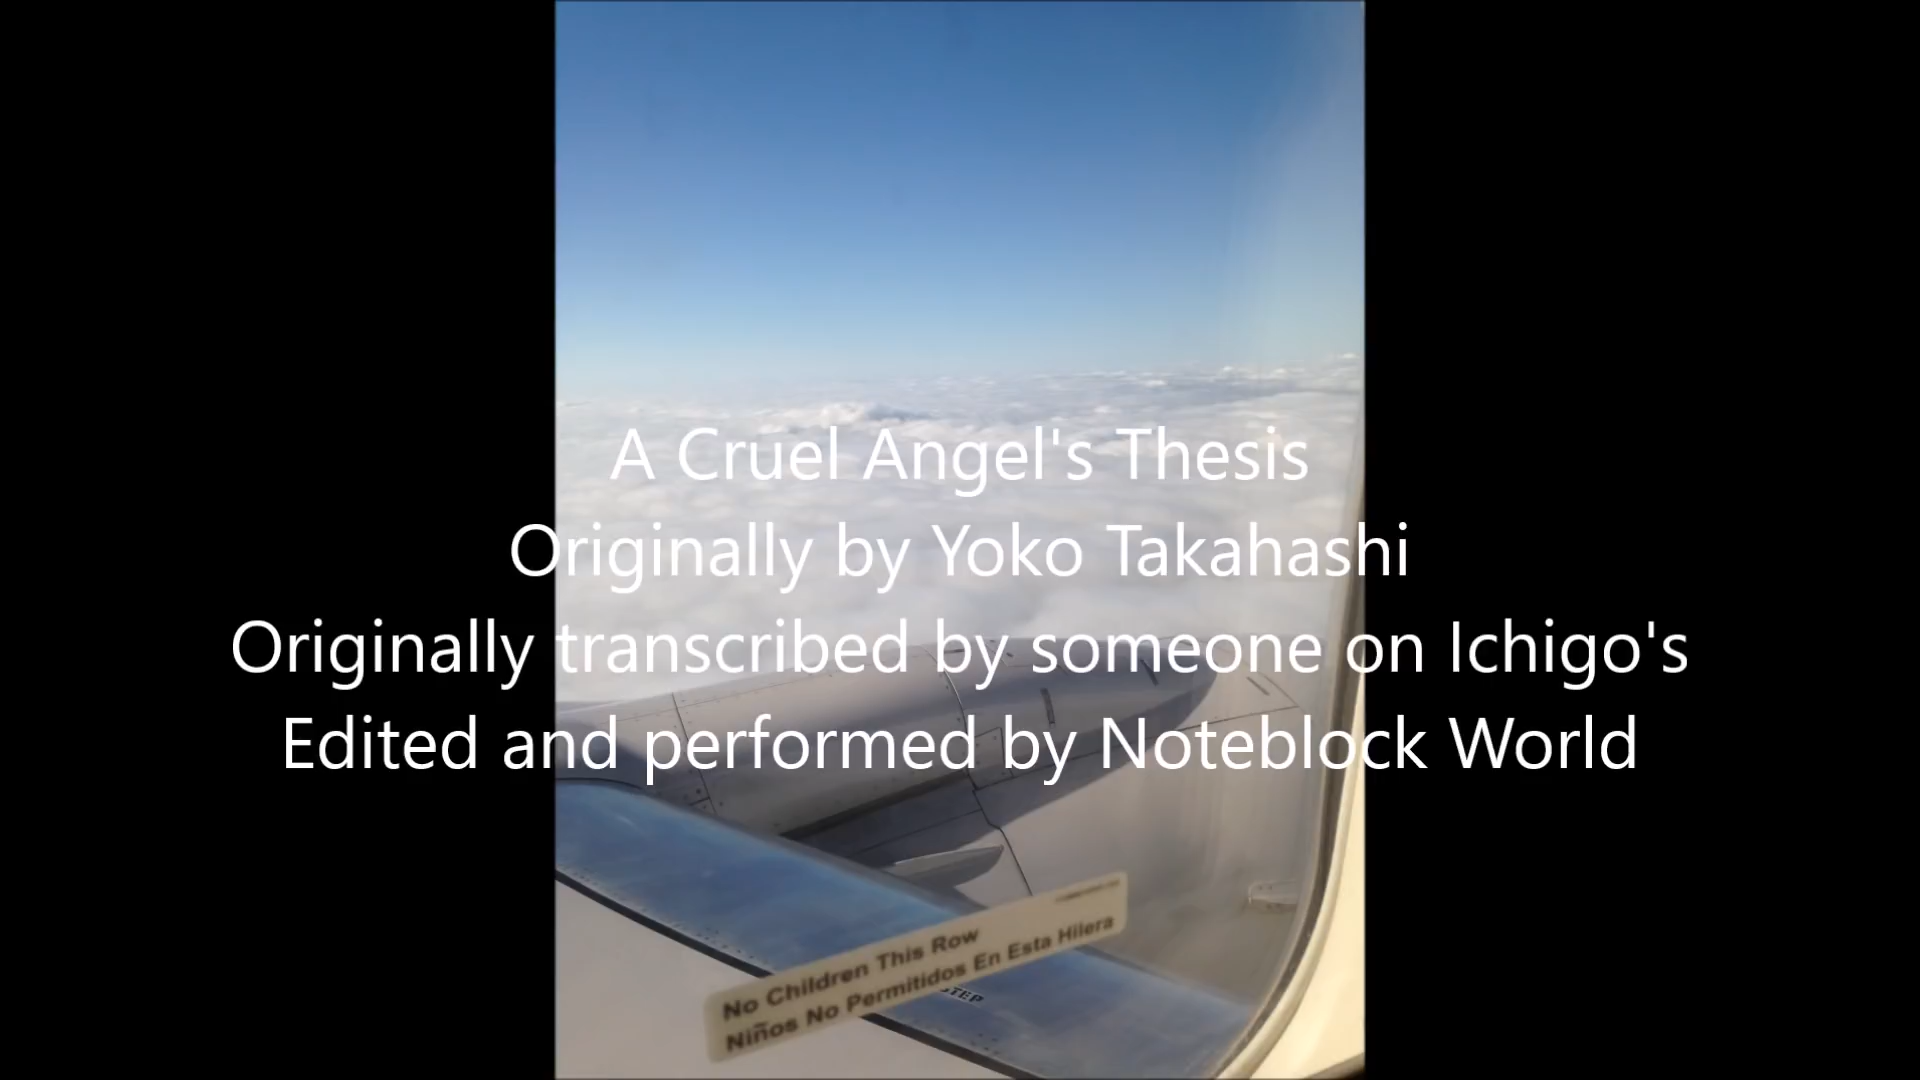 A Cruel Angel's Thesis
Originally by Yoko Takahashi
Originally transcribed by someone on Ichigo's
Edited and performed by Noteblock World
No Children This Row
Niños No Permitidos En Esta Hilera
STEP